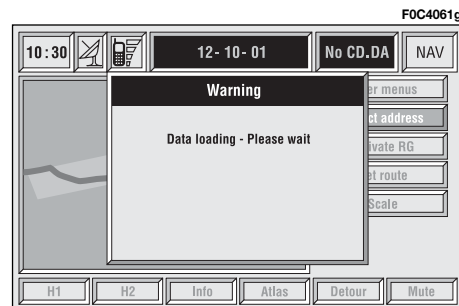 F0C4061g
10:30 12-10-01 No CD.DA NAV
Warning
Data loading - Please wait
er menus
ct address
ivate RG
et route
Scale
H1 H2 Info Atlas Detour Mute